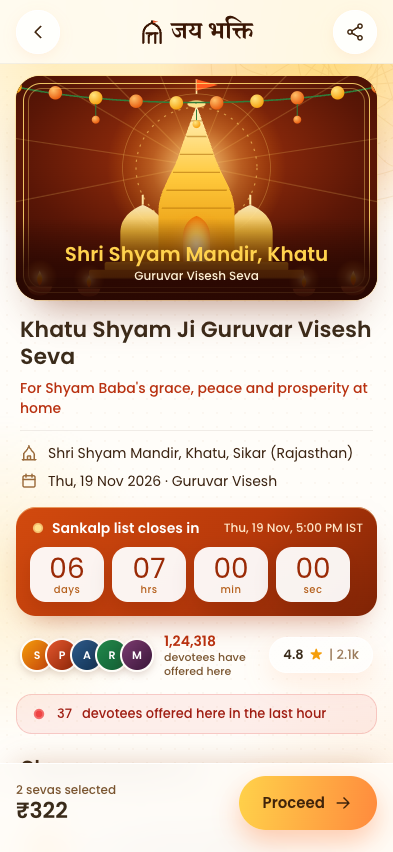 जय भक्ति
Shri Shyam Mandir, Khatu
Guruvar Visesh Seva
Khatu Shyam Ji Guruvar Visesh
Seva
For Shyam Baba's grace, peace and prosperity at
home
Shri Shyam Mandir, Khatu, Sikar (Rajasthan)
Thu, 19 Nov 2026 · Guruvar Visesh
Sankalp list closes in Thu, 19 Nov, 5:00 PM IST
06 07 00 00
days hrs min sec
S P A R M
1,24,318
devotees have
offered here
4.8 ★ | 2.1k
37 devotees offered here in the last hour
2 sevas selected
₹322
Proceed →